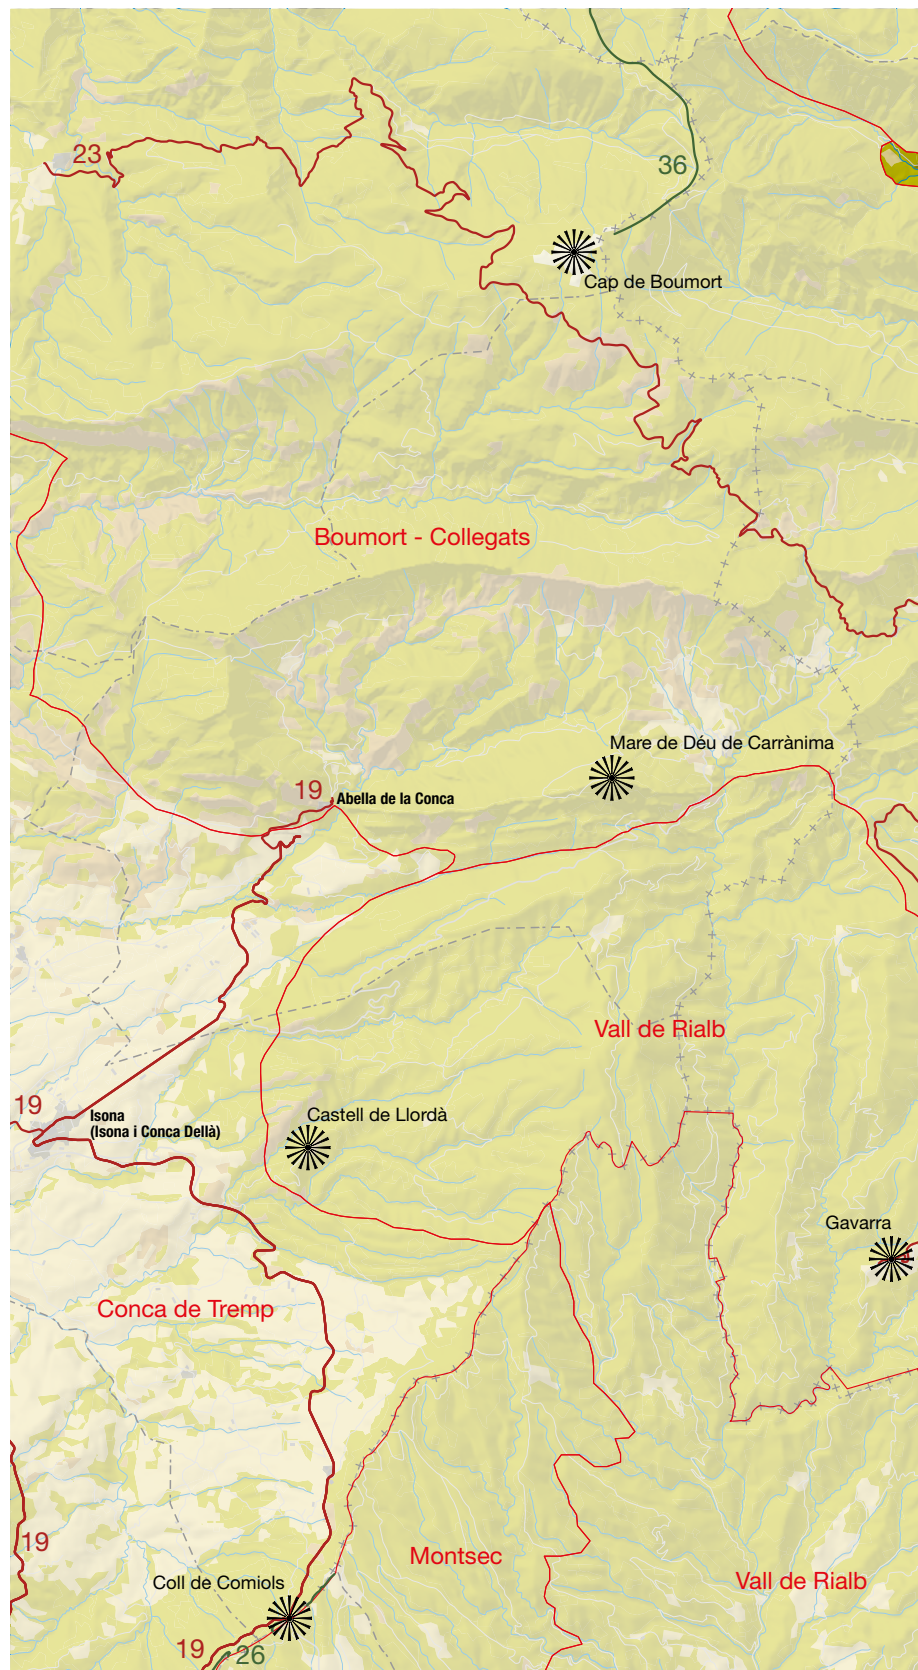 23
36
Cap de Boumort
Boumort - Collegats
Mare de Déu de Carrànima
19
Abella de la Conca
Vall de Rialb
19
Isona
(Isona i Conca Dellà)
Castell de Llordà
Gavarra
Conca de Tremp
19
Montsec
Coll de Comiols
Vall de Rialb
19
26